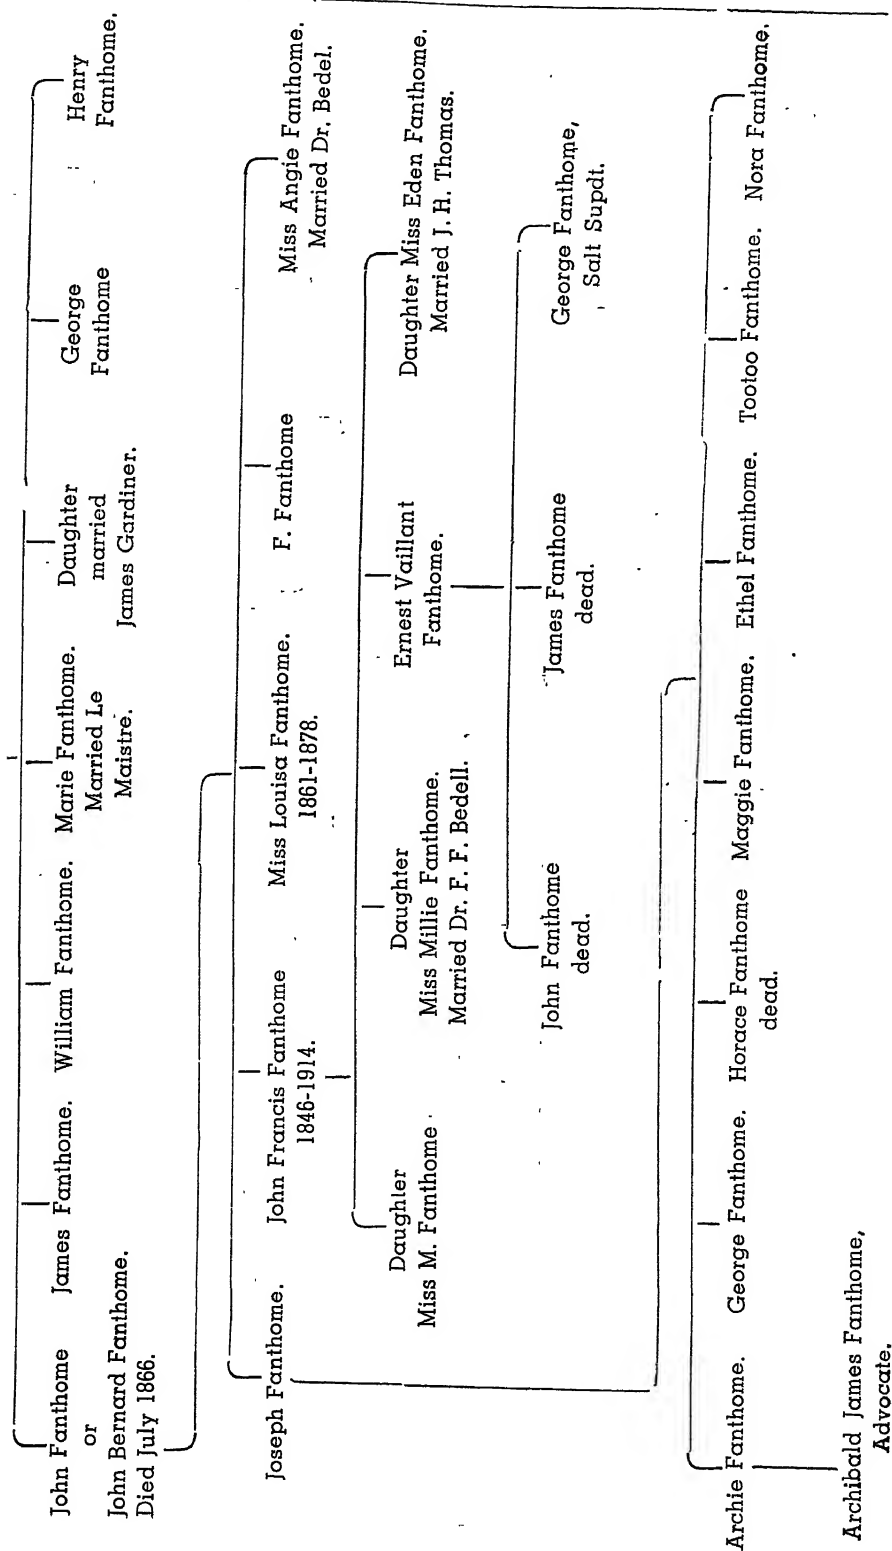 John Fanthome
or
John Bernard Fanthome.
Died July 1866.
James Fanthome.
William Fanthome.
Marie Fanthome.
Married Le
Maistre.
Daughter
married
James Gardiner.
George
Fanthome
Henry
Fanthome.
Joseph Fanthome.
John Francis Fanthome
1846-1914.
Miss Louisa Fanthome.
1861-1878.
F. Fanthome
Miss Angie Fanthome.
Married Dr. Bedel.
Daughter
Miss M. Fanthome
Daughter
Miss Millie Fanthome.
Married Dr. F. F. Bedell.
Ernest Vaillant
Fanthome.
Daughter Miss Eden Fanthome.
Married J. H. Thomas.
John Fanthome
dead.
James Fanthome
dead.
George Fanthome,
Salt Supdt.
Archie Fanthome.
George Fanthome.
Horace Fanthome
dead.
Maggie Fanthome.
Ethel Fanthome.
Tootoo Fanthome.
Nora Fanthome.
Archibald James Fanthome,
Advocate.